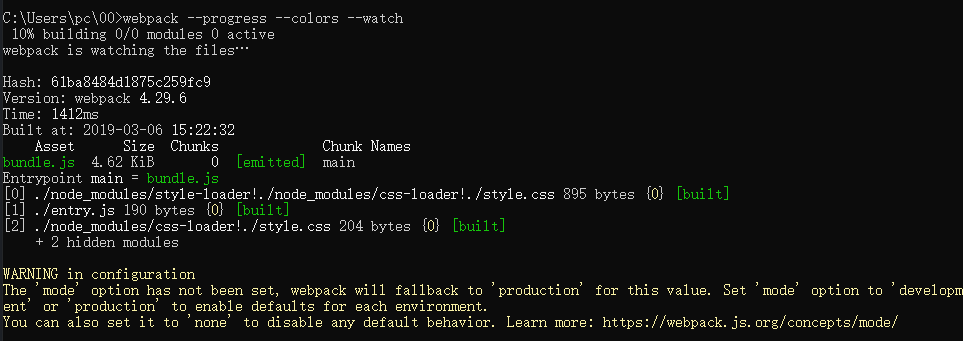 C:\Users\pc\00>webpack --progress --colors --watch
 10% building 0/0 modules 0 active
webpack is watching the files…

Hash: 61ba8484d1875c259fc9
Version: webpack 4.29.6
Time: 1412ms
Built at: 2019-03-06 15:22:32
    Asset      Size  Chunks             Chunk Names
bundle.js  4.62 KiB       0  [emitted]  main
Entrypoint main = bundle.js
[0] ./node_modules/style-loader!./node_modules/css-loader!./style.css 895 bytes {0} [built]
[1] ./entry.js 190 bytes {0} [built]
[2] ./node_modules/css-loader!./style.css 204 bytes {0} [built]
    + 2 hidden modules

WARNING in configuration
The 'mode' option has not been set, webpack will fallback to 'production' for this value. Set 'mode' option to 'developm
ent' or 'production' to enable defaults for each environment.
You can also set it to 'none' to disable any default behavior. Learn more: https://webpack.js.org/concepts/mode/